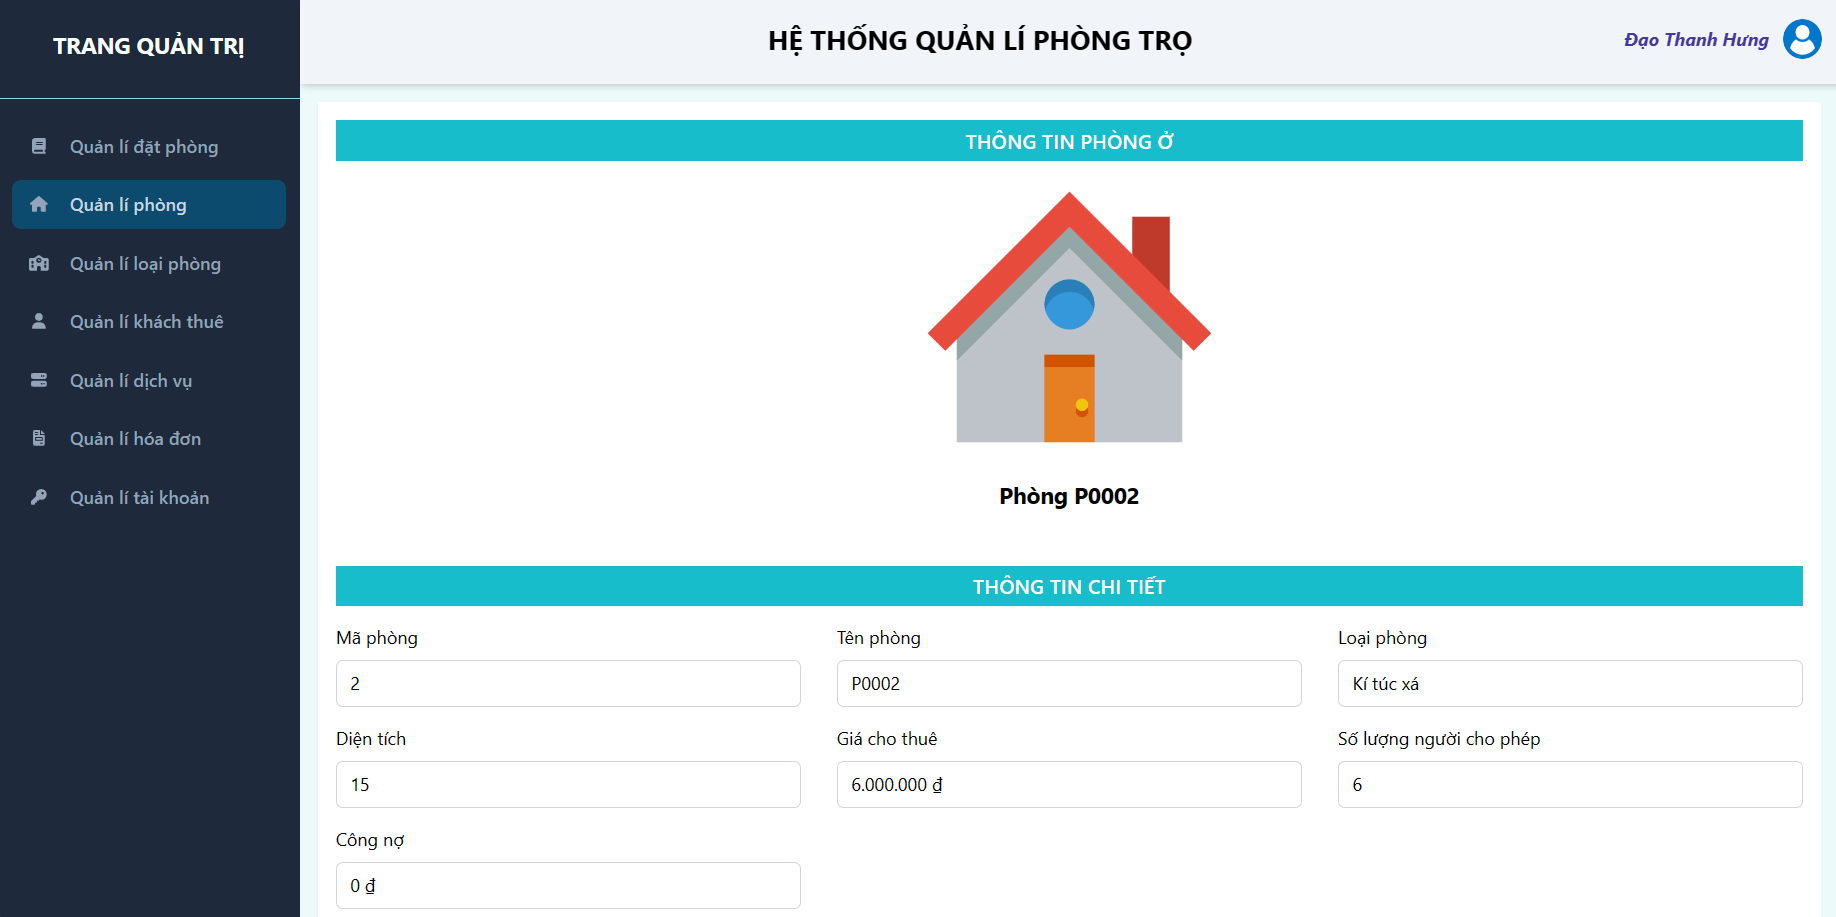 TRANG QUẢN TRỊ
HỆ THỐNG QUẢN LÍ PHÒNG TRỌ
Đạo Thanh Hưng
Quản lí đặt phòng
Quản lí phòng
Quản lí loại phòng
Quản lí khách thuê
Quản lí dịch vụ
Quản lí hóa đơn
Quản lí tài khoản
THÔNG TIN PHÒNG Ở
Phòng P0002
THÔNG TIN CHI TIẾT
Mã phòng
Tên phòng
Loại phòng
2
P0002
Kí túc xá
Diện tích
Giá cho thuê
Số lượng người cho phép
15
6.000.000 ₫
6
Công nợ
0 ₫